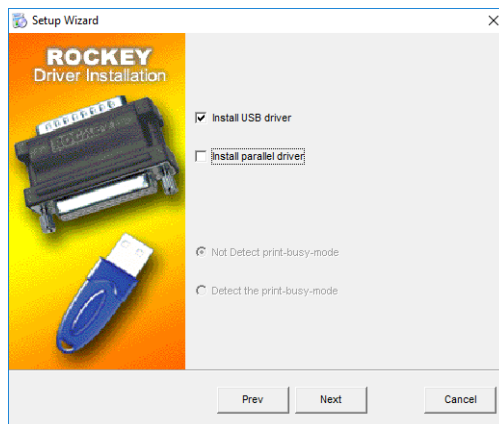 Setup Wizard
ROCKEY
Driver Installation
ROCKEY
Install USB driver
Install parallel driver
Not Detect print-busy-mode
Detect the print-busy-mode
Prev
Next
Cancel